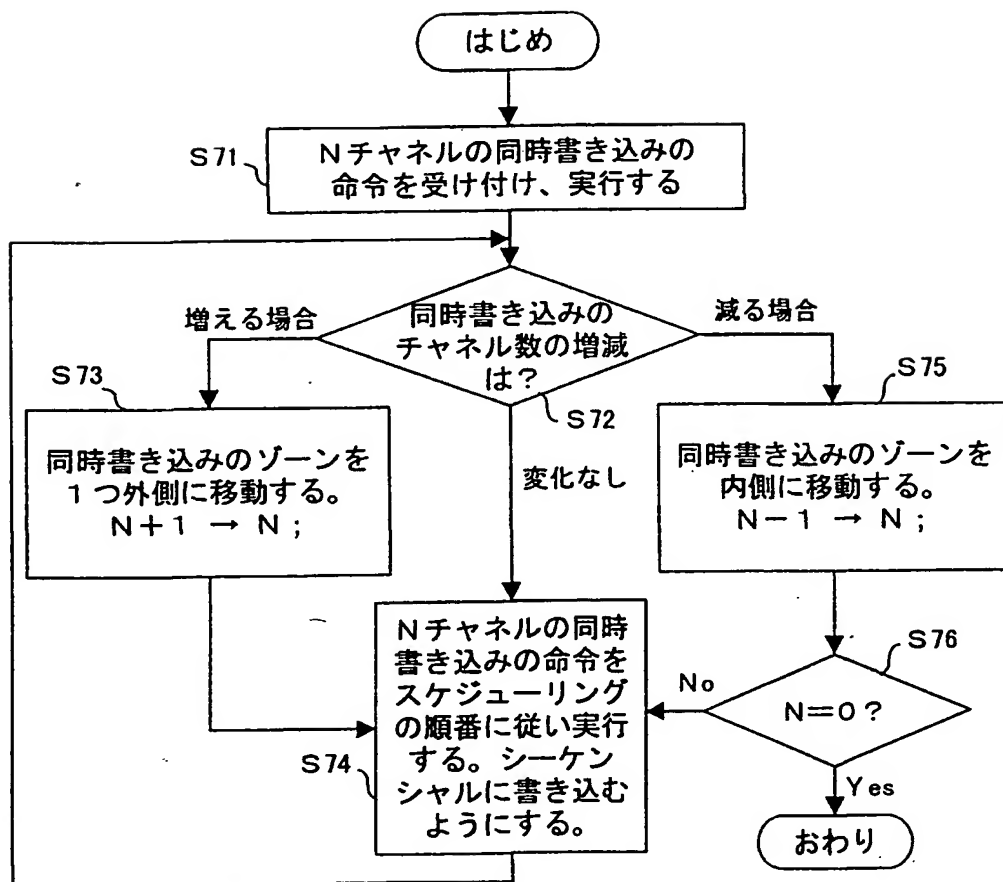 はじめ
S71
Nチャネルの同時書き込みの
命令を受け付け、実行する
増える場合
同時書き込みの
チャネル数の増減
は?
減る場合
S73
S72
S75
同時書き込みのゾーンを
1つ外側に移動する。
N+1 → N ;
変化なし
同時書き込みのゾーンを
内側に移動する。
N-1 → N ;
Nチャネルの同時
書き込みの命令を
スケジューリング
の順番に従い実行
する。シーケン
シャルに書き込む
ようにする。
S74
No
S76
N=0?
Yes
おわり